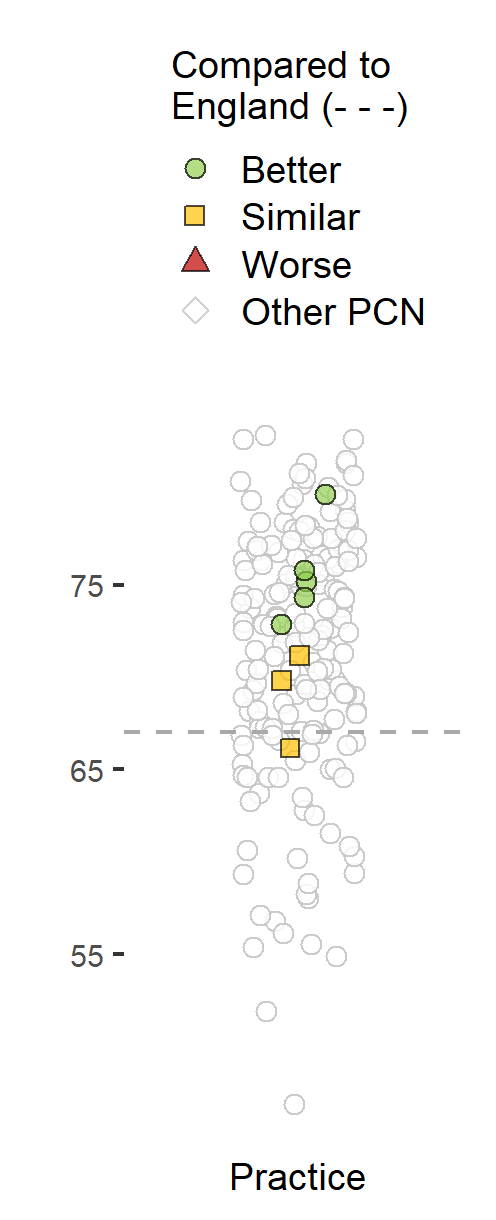 Compared to
England (- - -)
Better
Similar
Worse
Other PCN
75
65
55
Practice